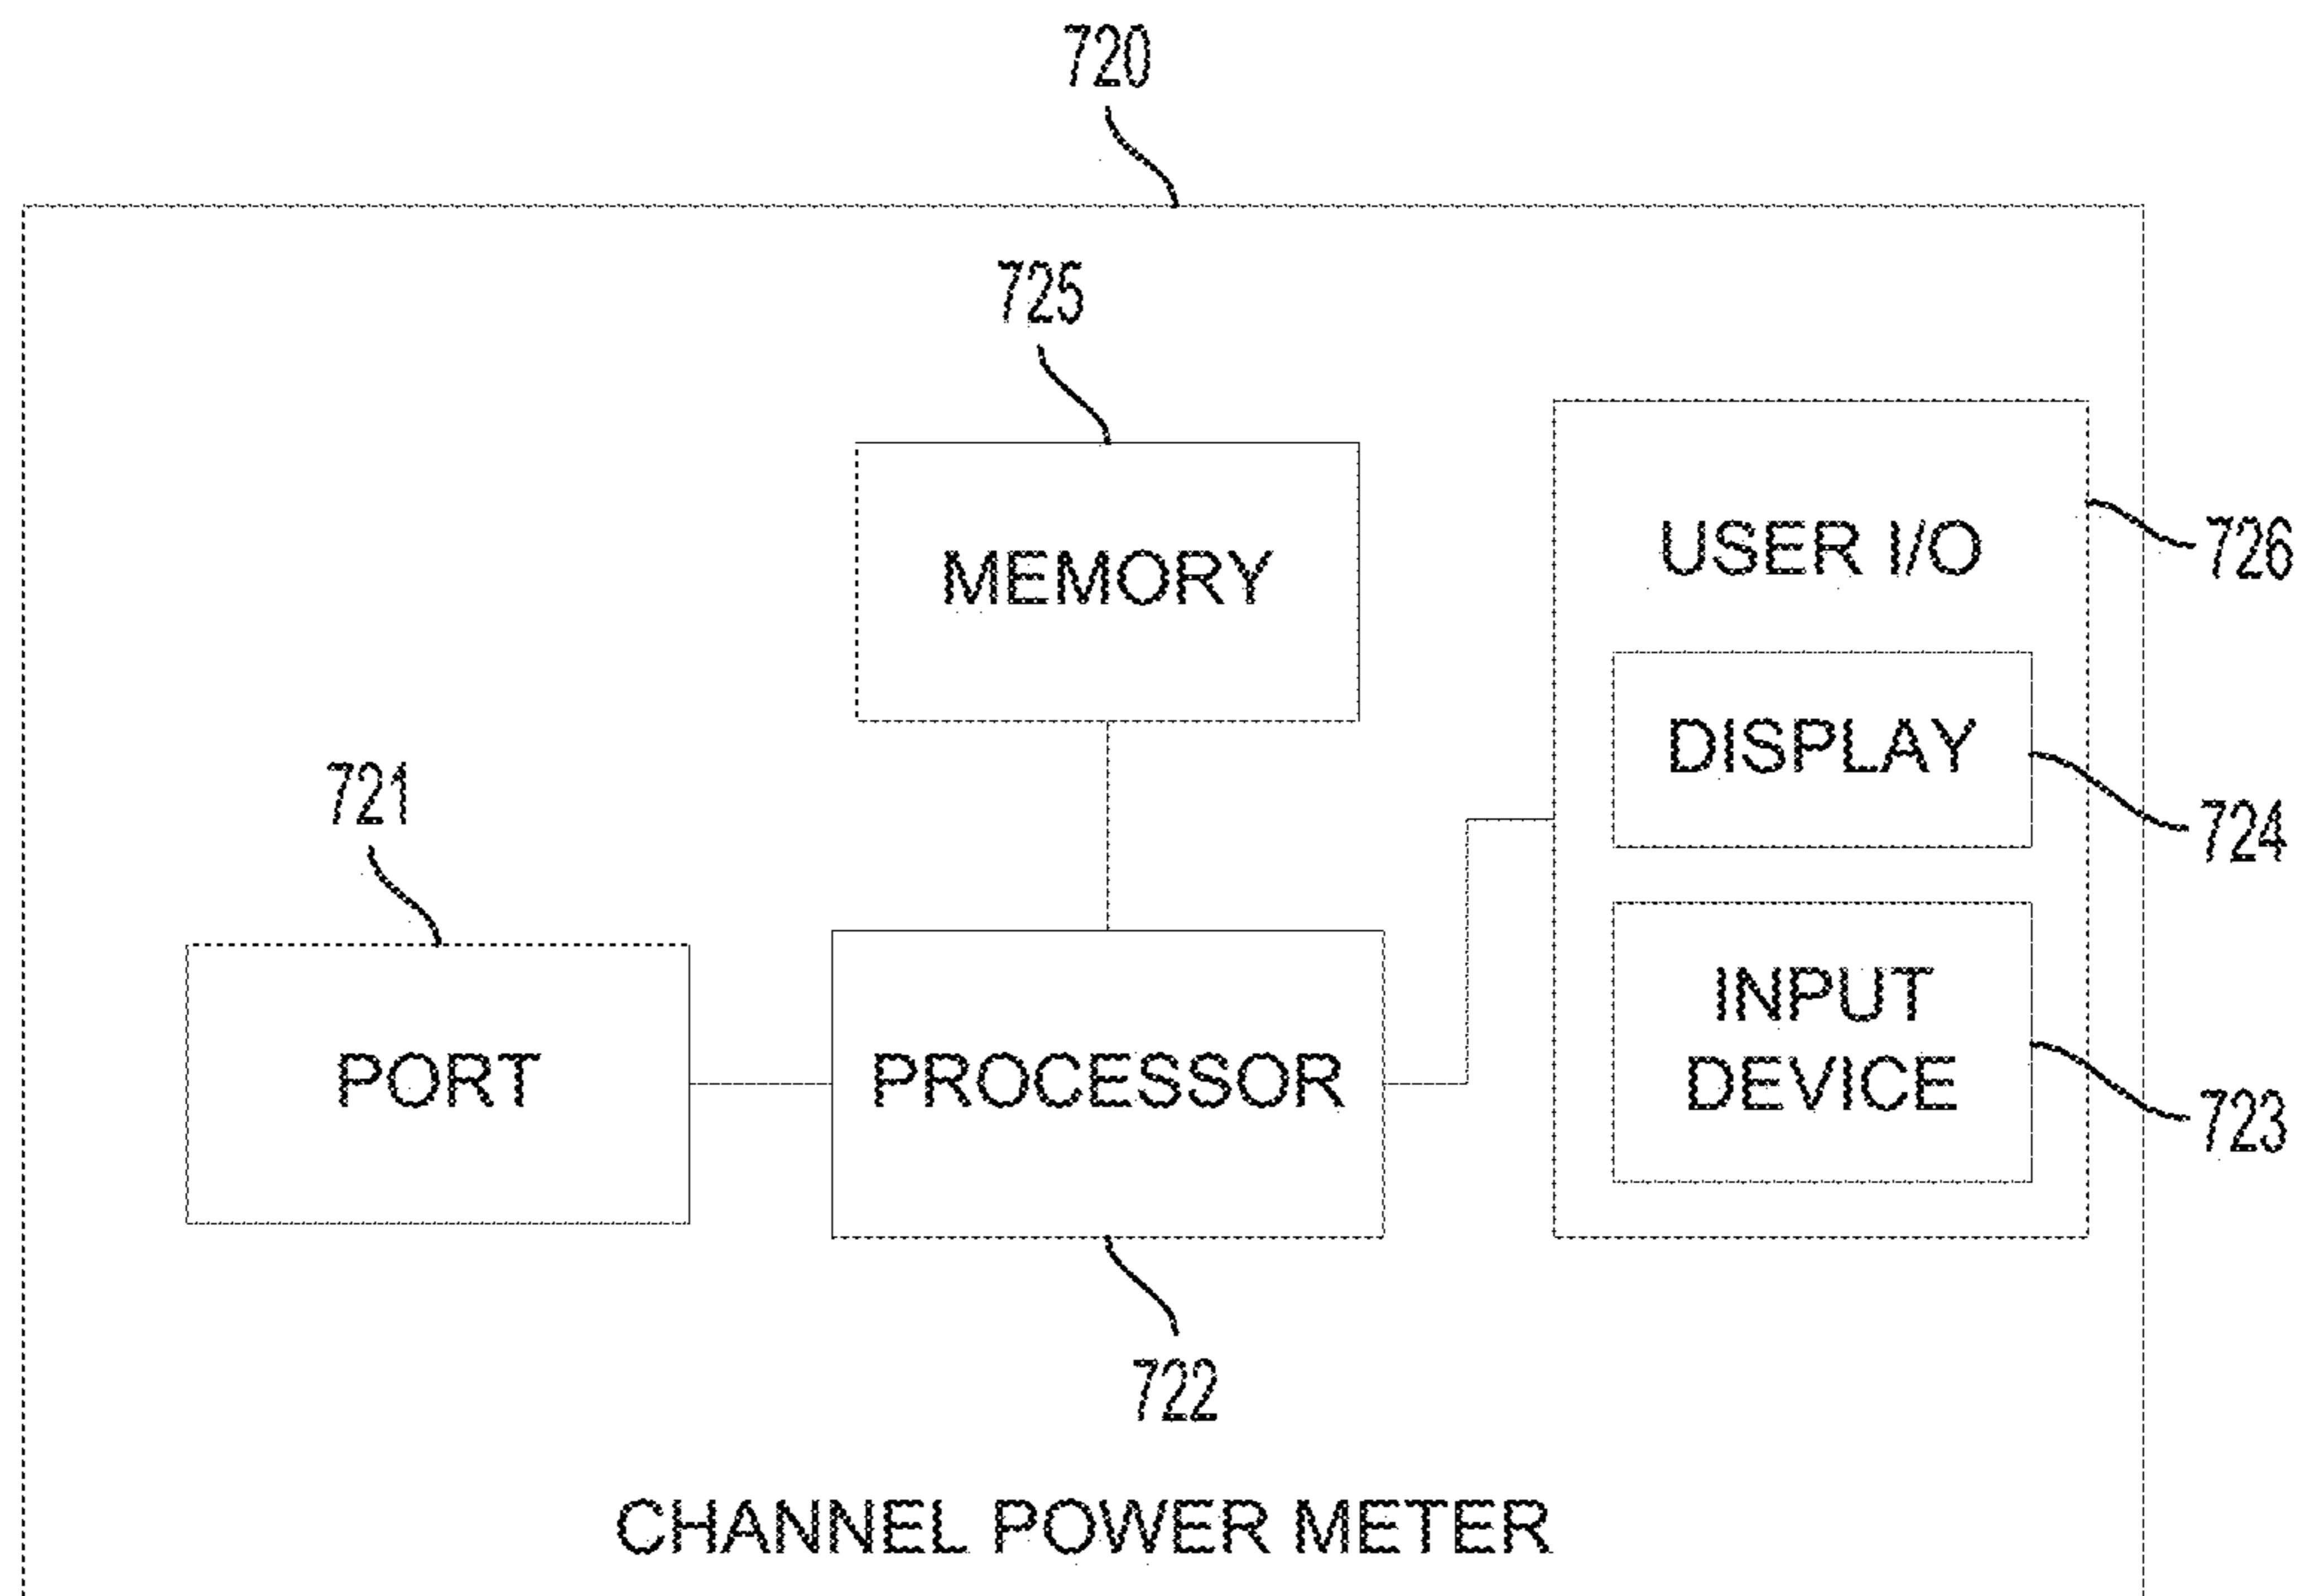 720
725
MEMORY
USER I/O
726
DISPLAY
724
721
PORT
PROCESSOR
INPUT
DEVICE
723
722
CHANNEL POWER METER